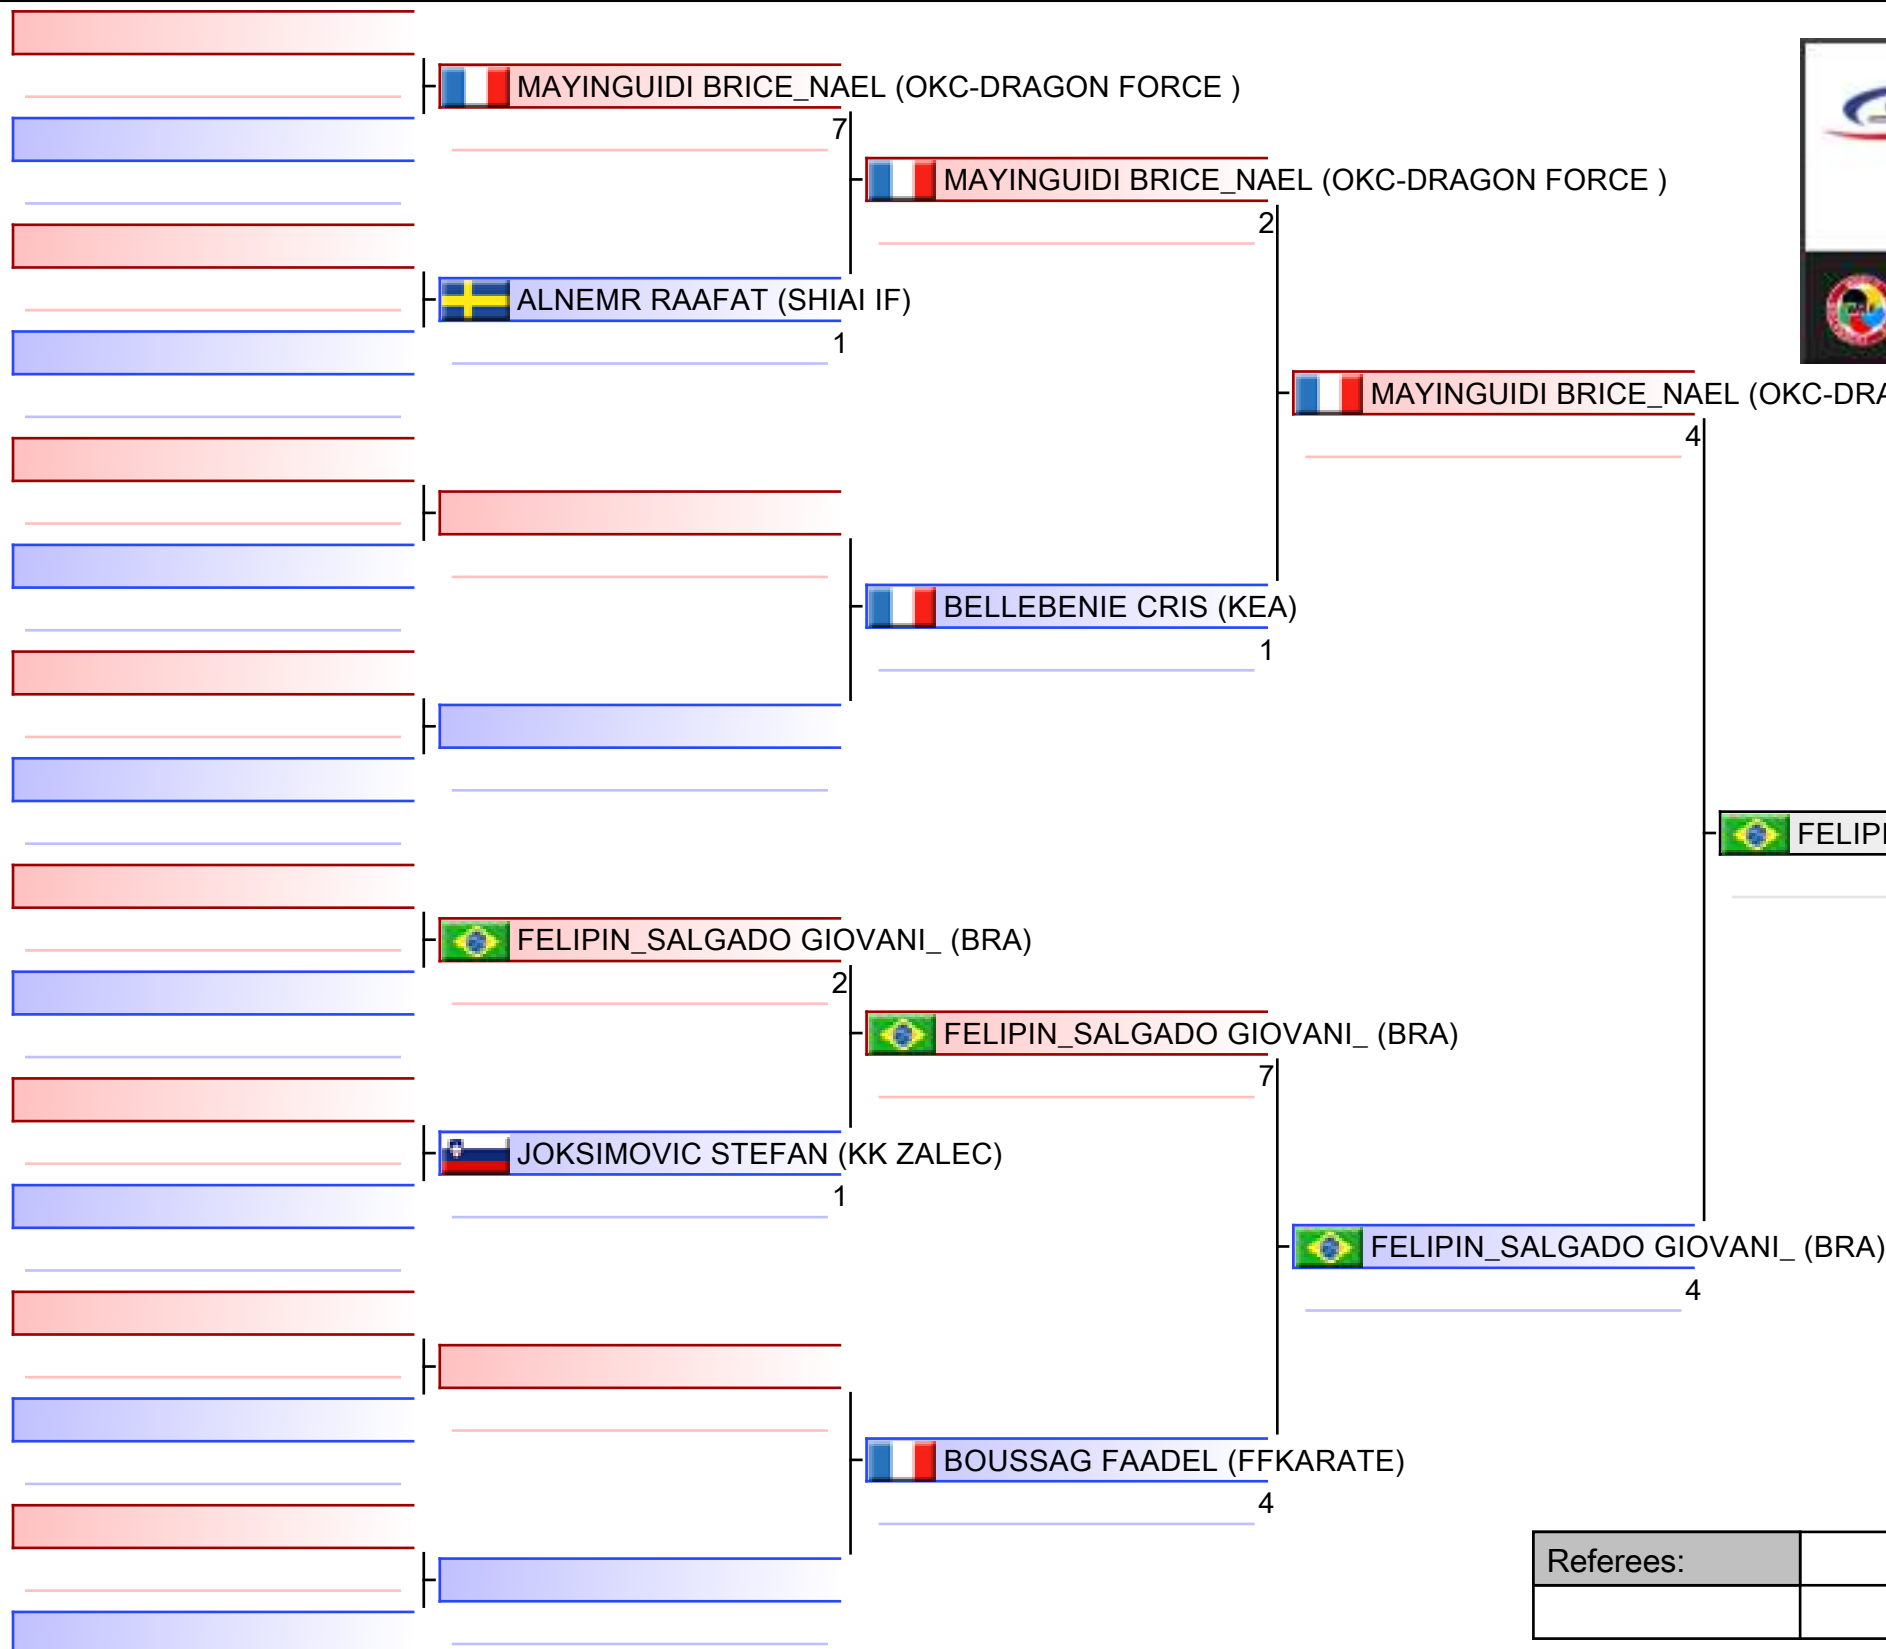 MAYINGUIDI BRICE_NAEL (OKC-DRAGON FORCE )
7
MAYINGUIDI BRICE_NAEL (OKC-DRAGON FORCE )
2
ALNEMR RAAFAT (SHIAI IF)
1
MAYINGUIDI BRICE_NAEL (OKC-DRA
4
BELLEBENIE CRIS (KEA)
1
FELIP
FELIPIN_SALGADO GIOVANI_ (BRA)
2
FELIPIN_SALGADO GIOVANI_ (BRA)
7
JOKSIMOVIC STEFAN (KK ZALEC)
1
FELIPIN_SALGADO GIOVANI_ (BRA)
4
BOUSSAG FAADEL (FFKARATE)
4
Referees: